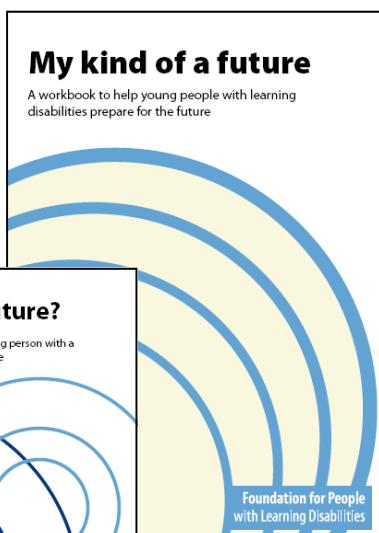 My kind of a future
A workbook to help young people with learning
disabilities prepare for the future
ture?
g person with a
e
Foundation for People
with Learning Disabilities